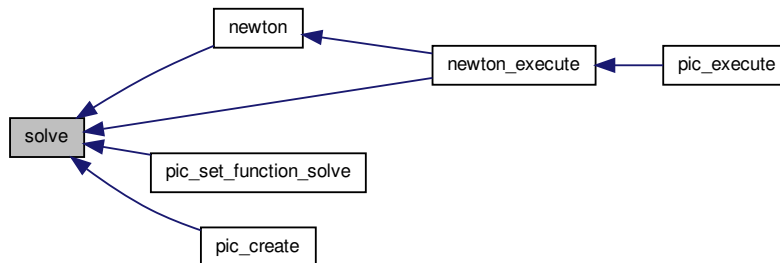 newton
newton_execute
pic_execute
solve
pic_set_function_solve
pic_create